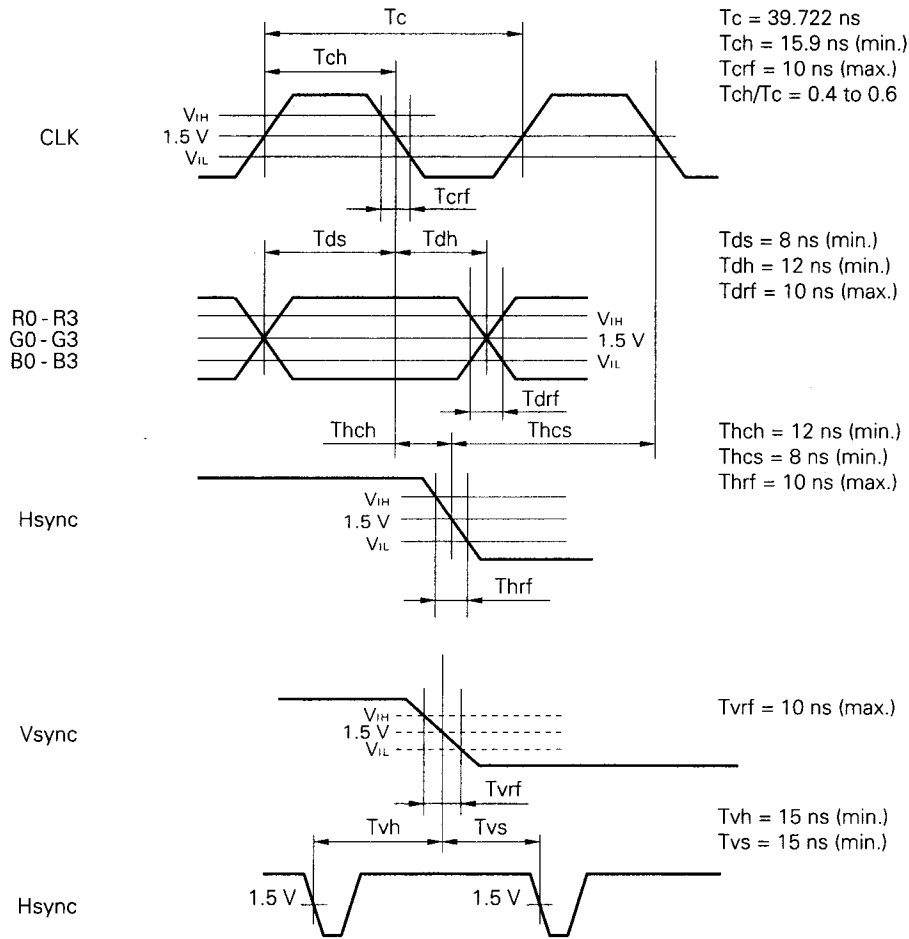 Tc
Tc = 39.722 ns
Tch = 15.9 ns (min.)
Tcrf = 10 ns (max.)
Tch/Tc = 0.4 to 0.6
Tch
CLK
VIH
1.5 V
VIL
Tcrf
Tds
Tdh
Tds = 8 ns (min.)
Tdh = 12 ns (min.)
Tdrf = 10 ns (max.)
R0 - R3
G0 - G3
B0 - B3
VIH
1.5 V
VIL
Tdrf
Thch
Thcs
Thch = 12 ns (min.)
Thcs = 8 ns (min.)
Thrf = 10 ns (max.)
Hsync
VIH
1.5 V
VIL
Thrf
Vsync
VIH
1.5 V
VIL
Tvrf = 10 ns (max.)
Tvrf
Tvh
Tvs
Tvh = 15 ns (min.)
Tvs = 15 ns (min.)
Hsync
1.5 V
1.5 V